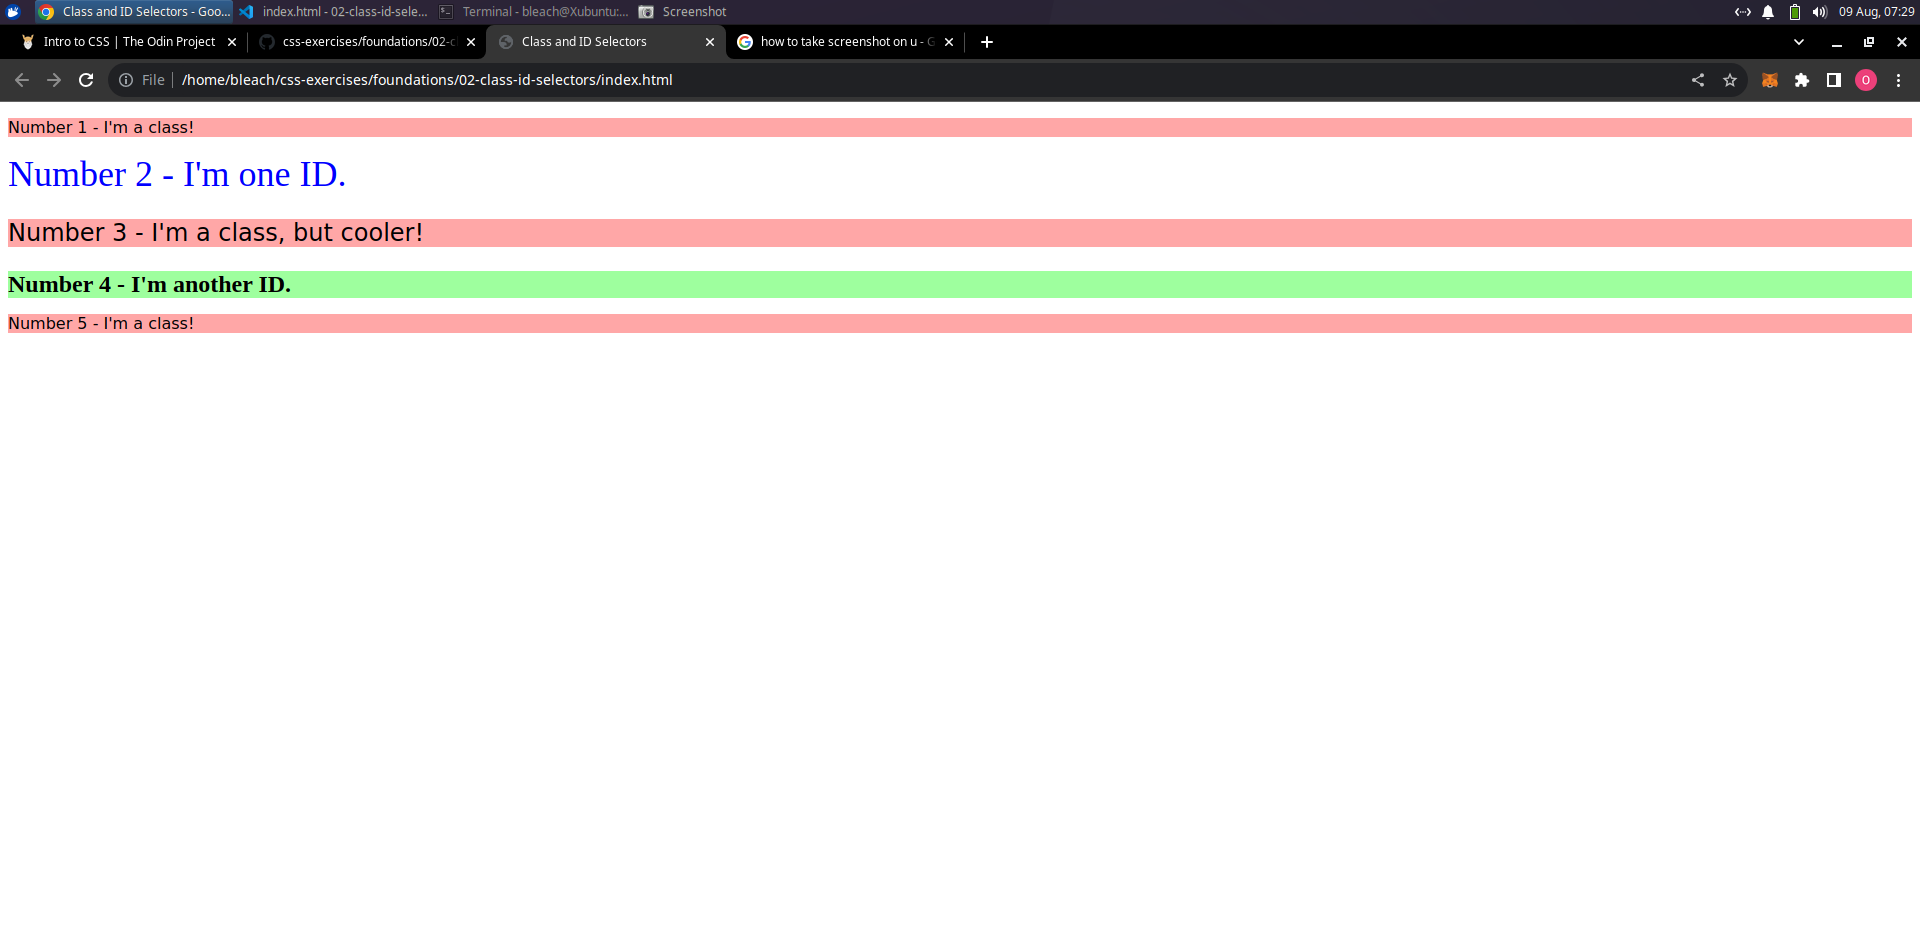 Class and ID Selectors - Goo... index.html - 02-class-id-sele... Terminal - bleach@Xubuntu:... Screenshot 09 Aug, 07:29
Intro to CSS | The Odin Project css-exercises/foundations/02-c Class and ID Selectors how to take screenshot on u - G
File /home/bleach/css-exercises/foundations/02-class-id-selectors/index.html O
Number 1 - I'm a class!
Number 2 - I'm one ID.
Number 3 - I'm a class, but cooler!
Number 4 - I'm another ID.
Number 5 - I'm a class!